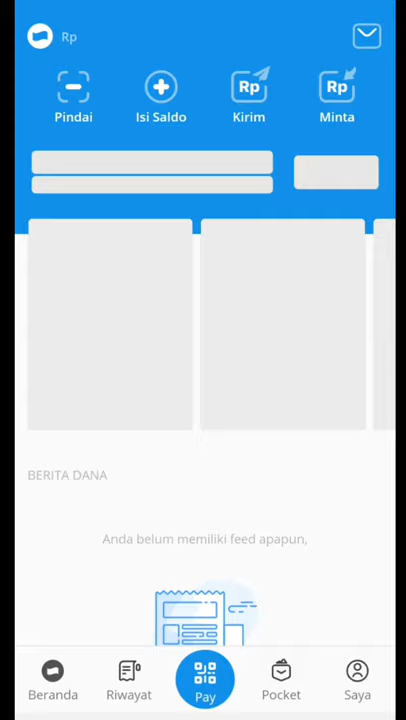 Rp
Pindai
Isi Saldo
Rp
Kirim
Rp
Minta
BERITA DANA
Anda belum memiliki feed apapun,
Beranda
Riwayat
Pay
Pocket
Saya